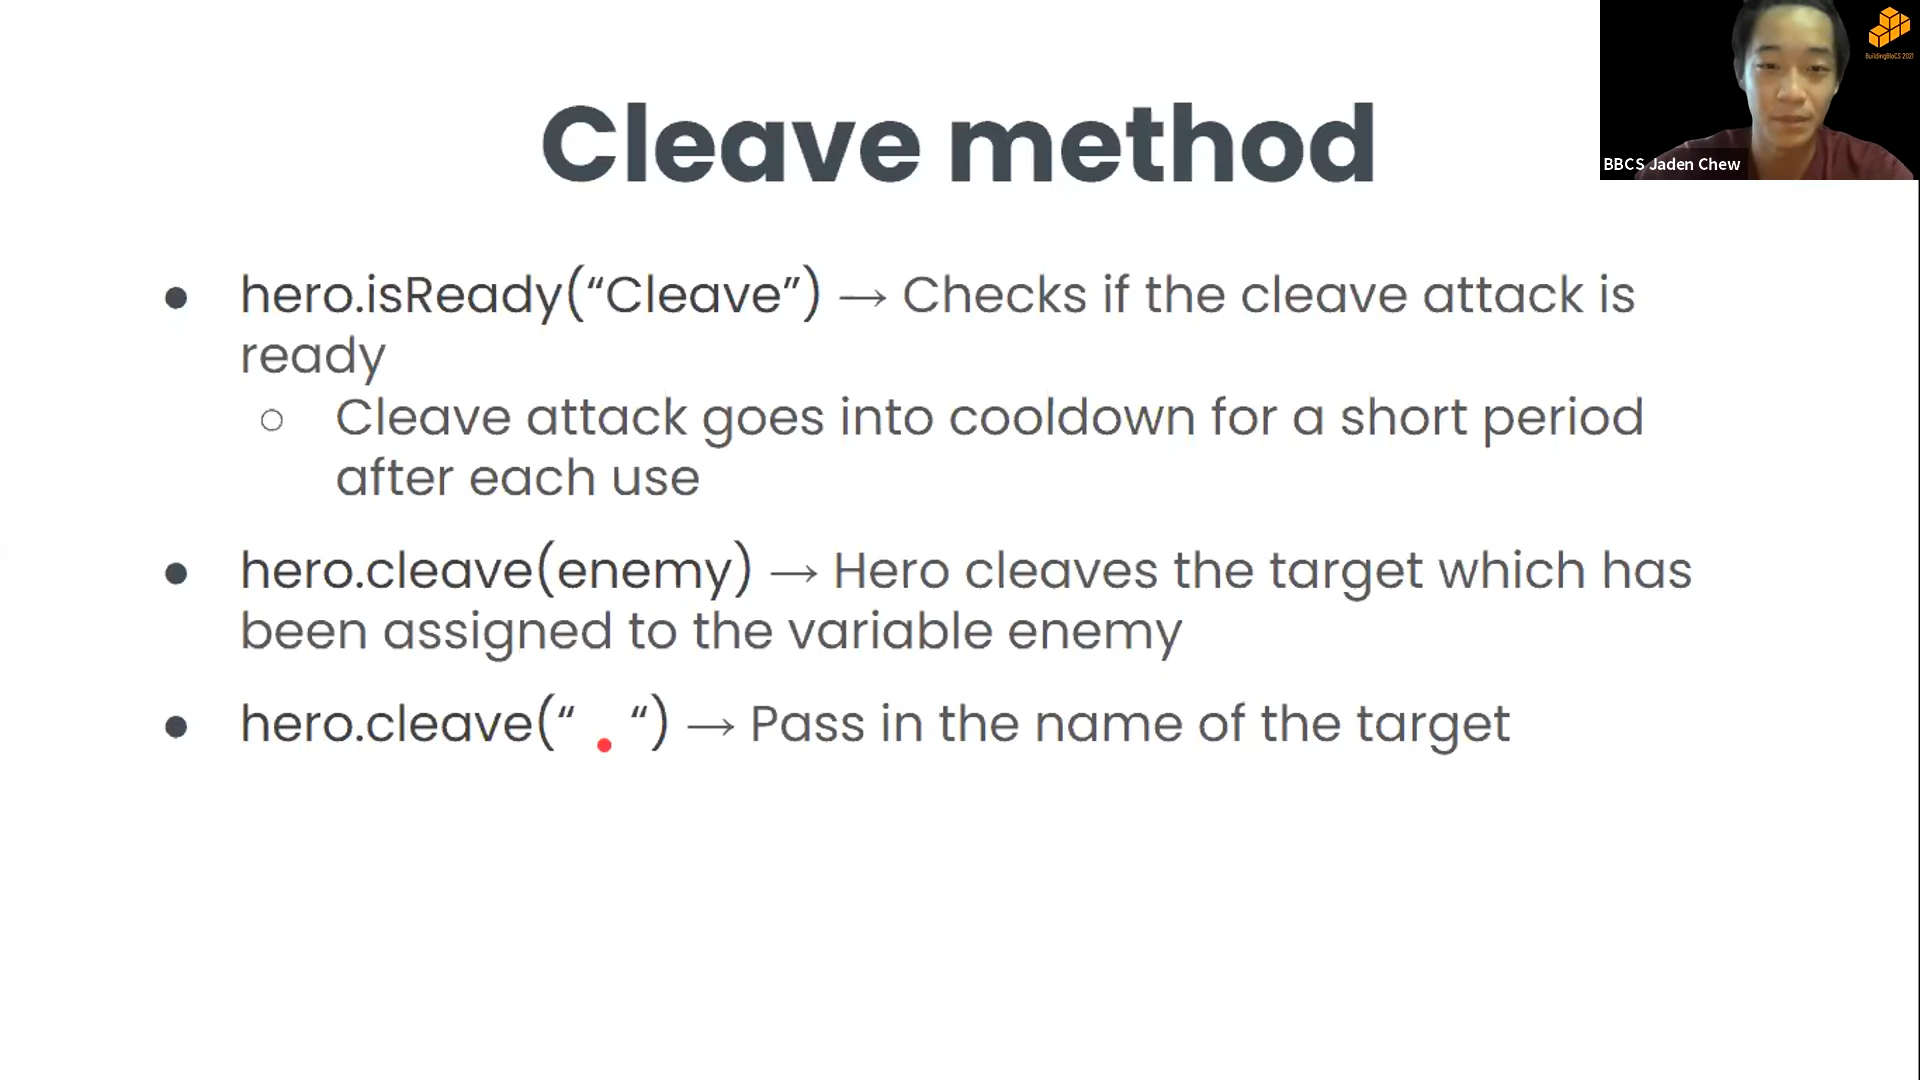 Cleave method
BuildingBloCS 2021
BBCS Jaden Chew
● hero.isReady(“Cleave”) → Checks if the cleave attack is
ready
○ Cleave attack goes into cooldown for a short period
after each use
● hero.cleave(enemy) → Hero cleaves the target which has
been assigned to the variable enemy
● hero.cleave(“ “) → Pass in the name of the target